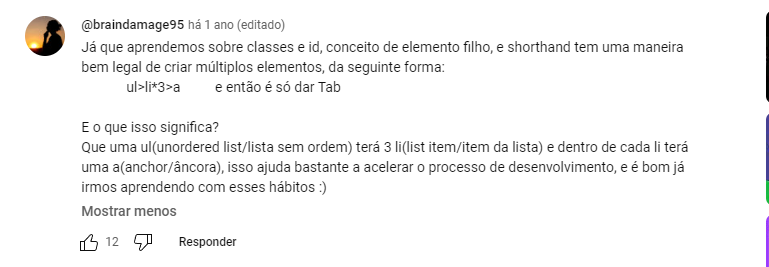 @braindamage95 há 1 ano (editado)
Já que aprendemos sobre classes e id, conceito de elemento filho, e shorthand tem uma maneira
bem legal de criar múltiplos elementos, da seguinte forma:
ul>li*3>a e então é só dar Tab
E o que isso significa?
Que uma ul(unordered list/lista sem ordem) terá 3 li(list item/item da lista) e dentro de cada li terá
uma a(anchor/âncora), isso ajuda bastante a acelerar o processo de desenvolvimento, e é bom já
irmos aprendendo com esses hábitos :)
Mostrar menos
12 Responder